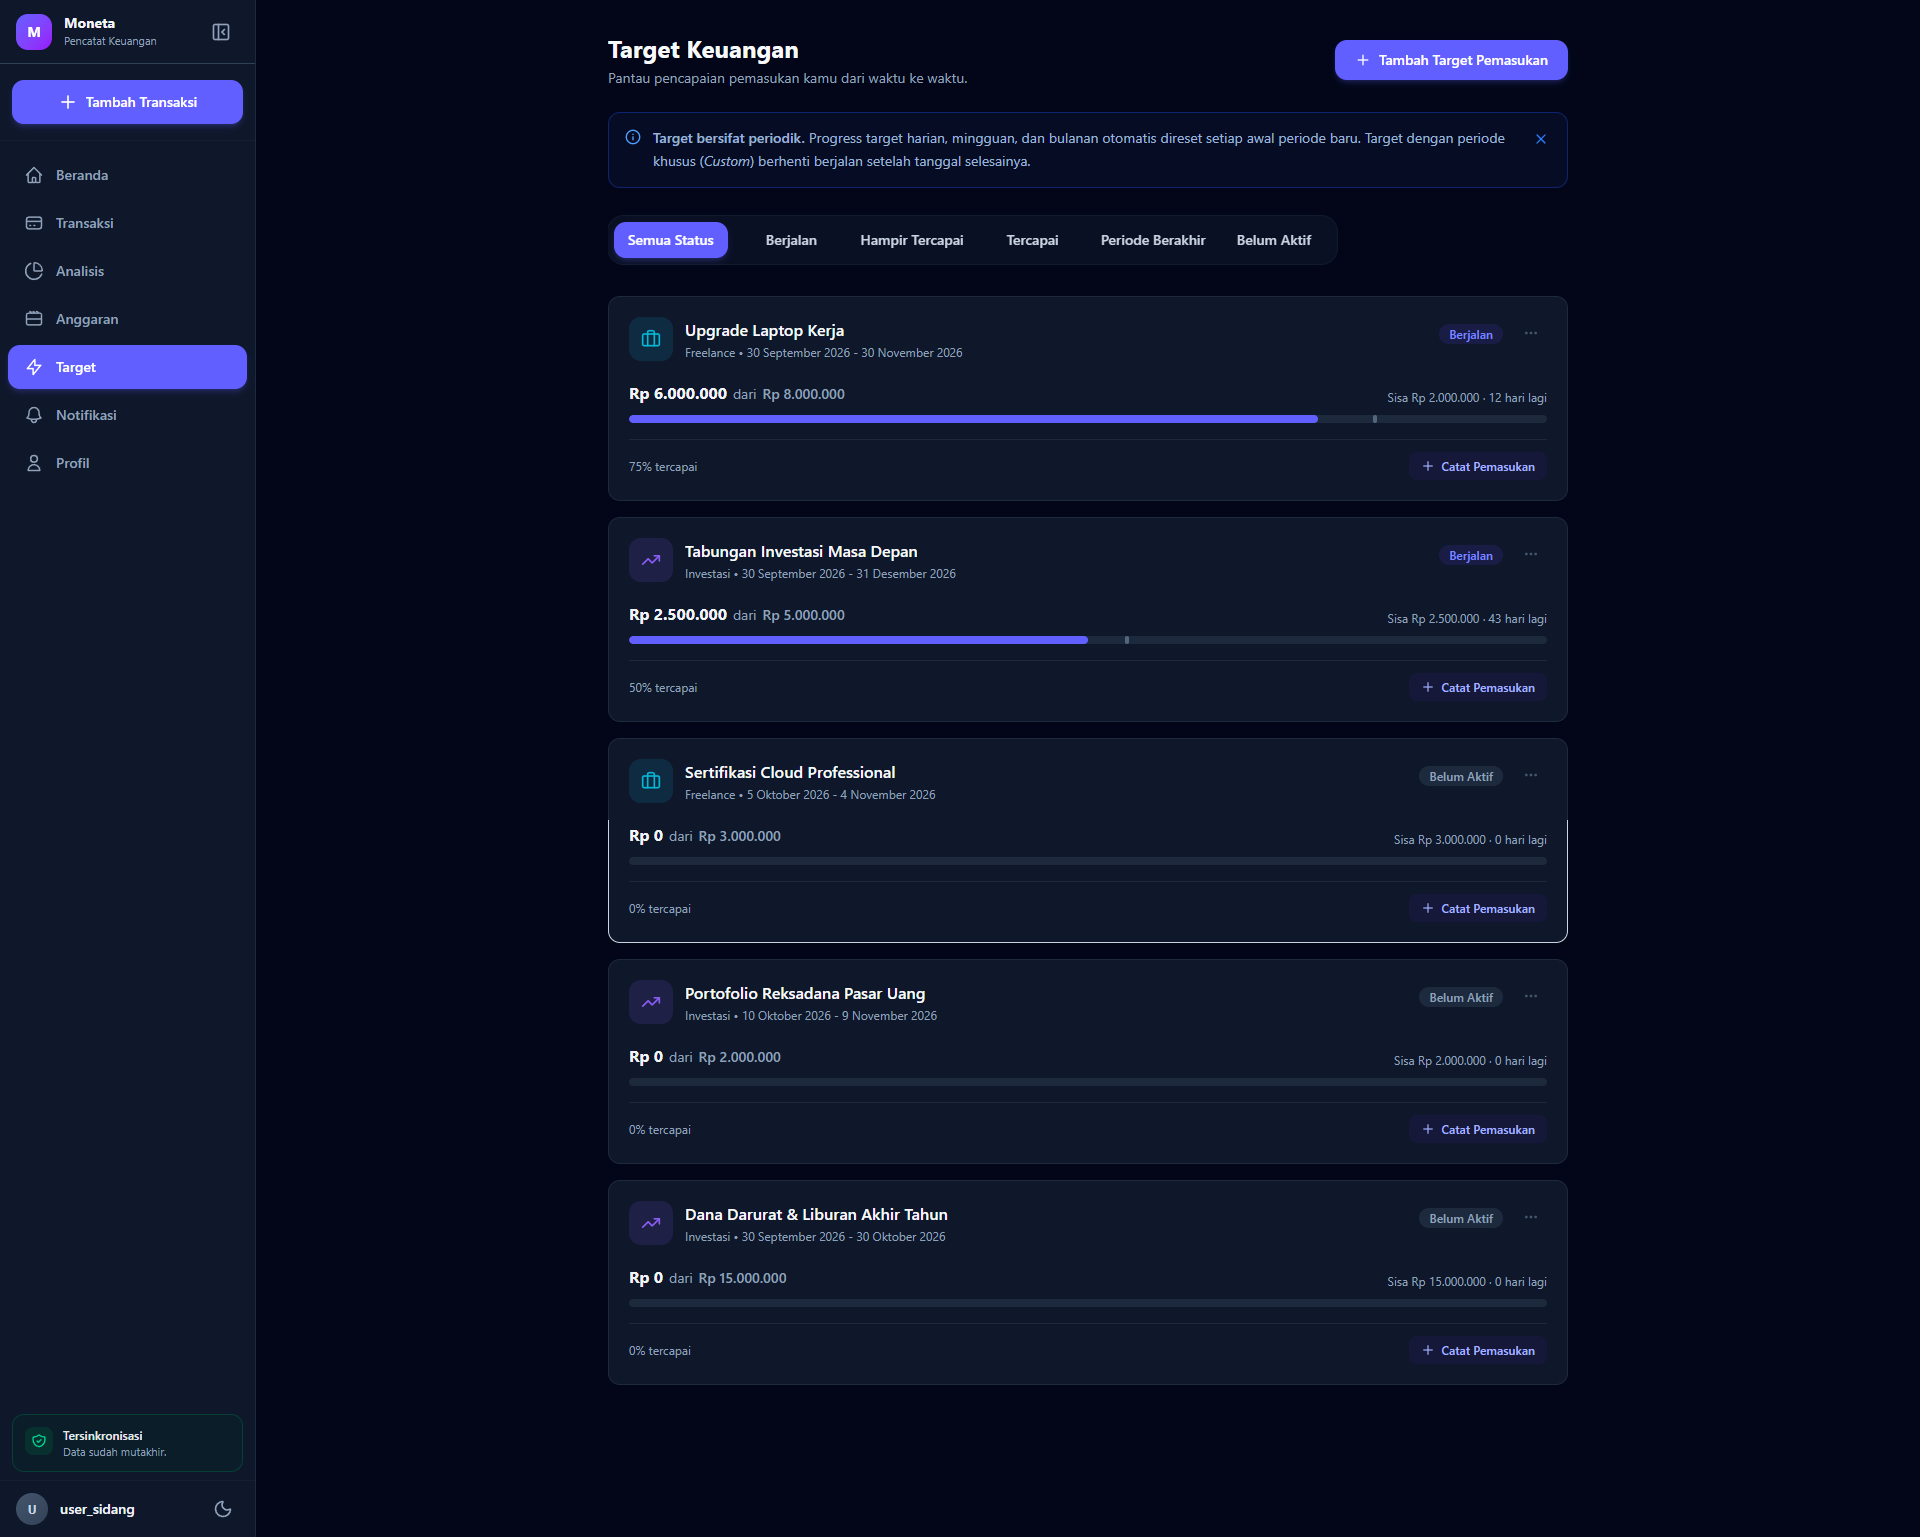 M
Moneta
Pencatat Keuangan
Tambah Transaksi
Beranda
Transaksi
Analisis
Anggaran
Target
Notifikasi
Profil
Tersinkronisasi
Data sudah mutakhir.
U
user_sidang
Target Keuangan
Pantau pencapaian pemasukan kamu dari waktu ke waktu.
Tambah Target Pemasukan
Target bersifat periodik. Progress target harian, mingguan, dan bulanan otomatis direset setiap awal periode baru. Target dengan periode
khusus (Custom) berhenti berjalan setelah tanggal selesainya.
Semua Status Berjalan Hampir Tercapai Tercapai Periode Berakhir Belum Aktif
Upgrade Laptop Kerja
Berjalan
Freelance • 30 September 2026 - 30 November 2026
Rp 6.000.000 dari Rp 8.000.000
Sisa Rp 2.000.000 · 12 hari lagi
75% tercapai
Catat Pemasukan
Tabungan Investasi Masa Depan
Berjalan
Investasi • 30 September 2026 - 31 Desember 2026
Rp 2.500.000 dari Rp 5.000.000
Sisa Rp 2.500.000 · 43 hari lagi
50% tercapai
Catat Pemasukan
Sertifikasi Cloud Professional
Belum Aktif
Freelance • 5 Oktober 2026 - 4 November 2026
Rp 0 dari Rp 3.000.000
Sisa Rp 3.000.000 · 0 hari lagi
0% tercapai
Catat Pemasukan
Portofolio Reksadana Pasar Uang
Belum Aktif
Investasi • 10 Oktober 2026 - 9 November 2026
Rp 0 dari Rp 2.000.000
Sisa Rp 2.000.000 · 0 hari lagi
0% tercapai
Catat Pemasukan
Dana Darurat & Liburan Akhir Tahun
Belum Aktif
Investasi • 30 September 2026 - 30 Oktober 2026
Rp 0 dari Rp 15.000.000
Sisa Rp 15.000.000 · 0 hari lagi
0% tercapai
Catat Pemasukan